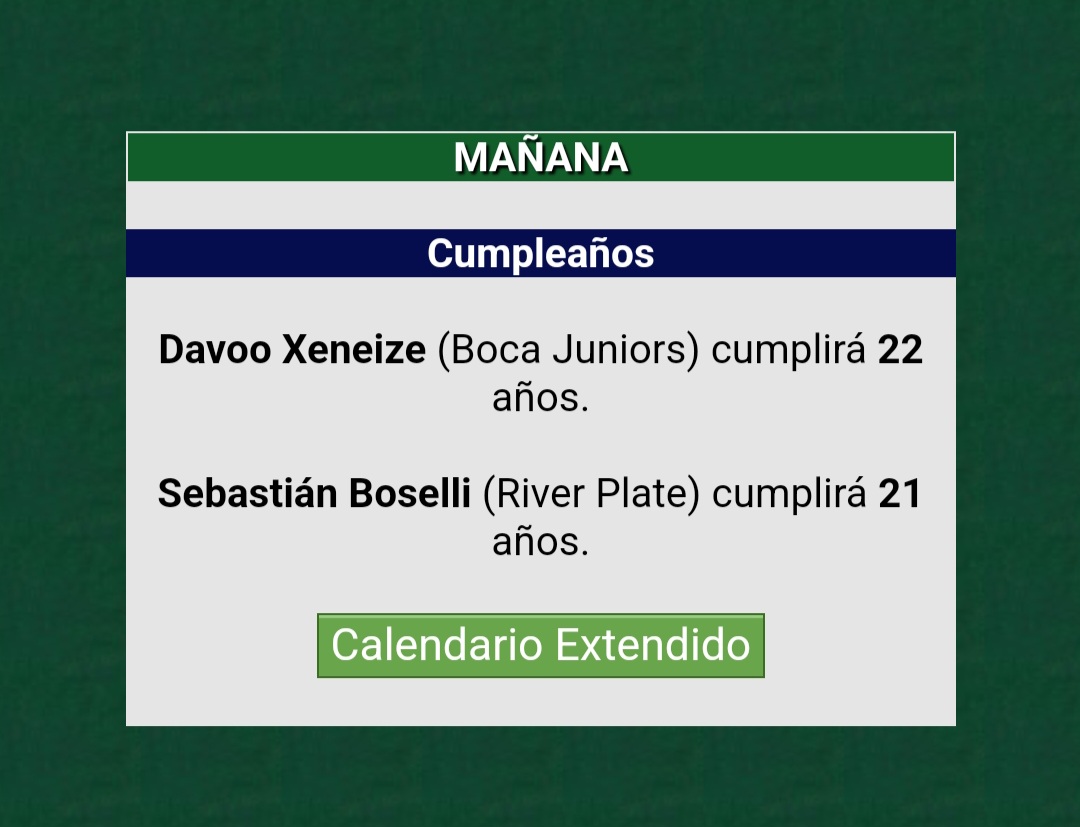 MAÑANA
Cumpleaños
Davoo Xeneize (Boca Juniors) cumplirá 22
años.
Sebastián Boselli (River Plate) cumplirá 21
años.
Calendario Extendido